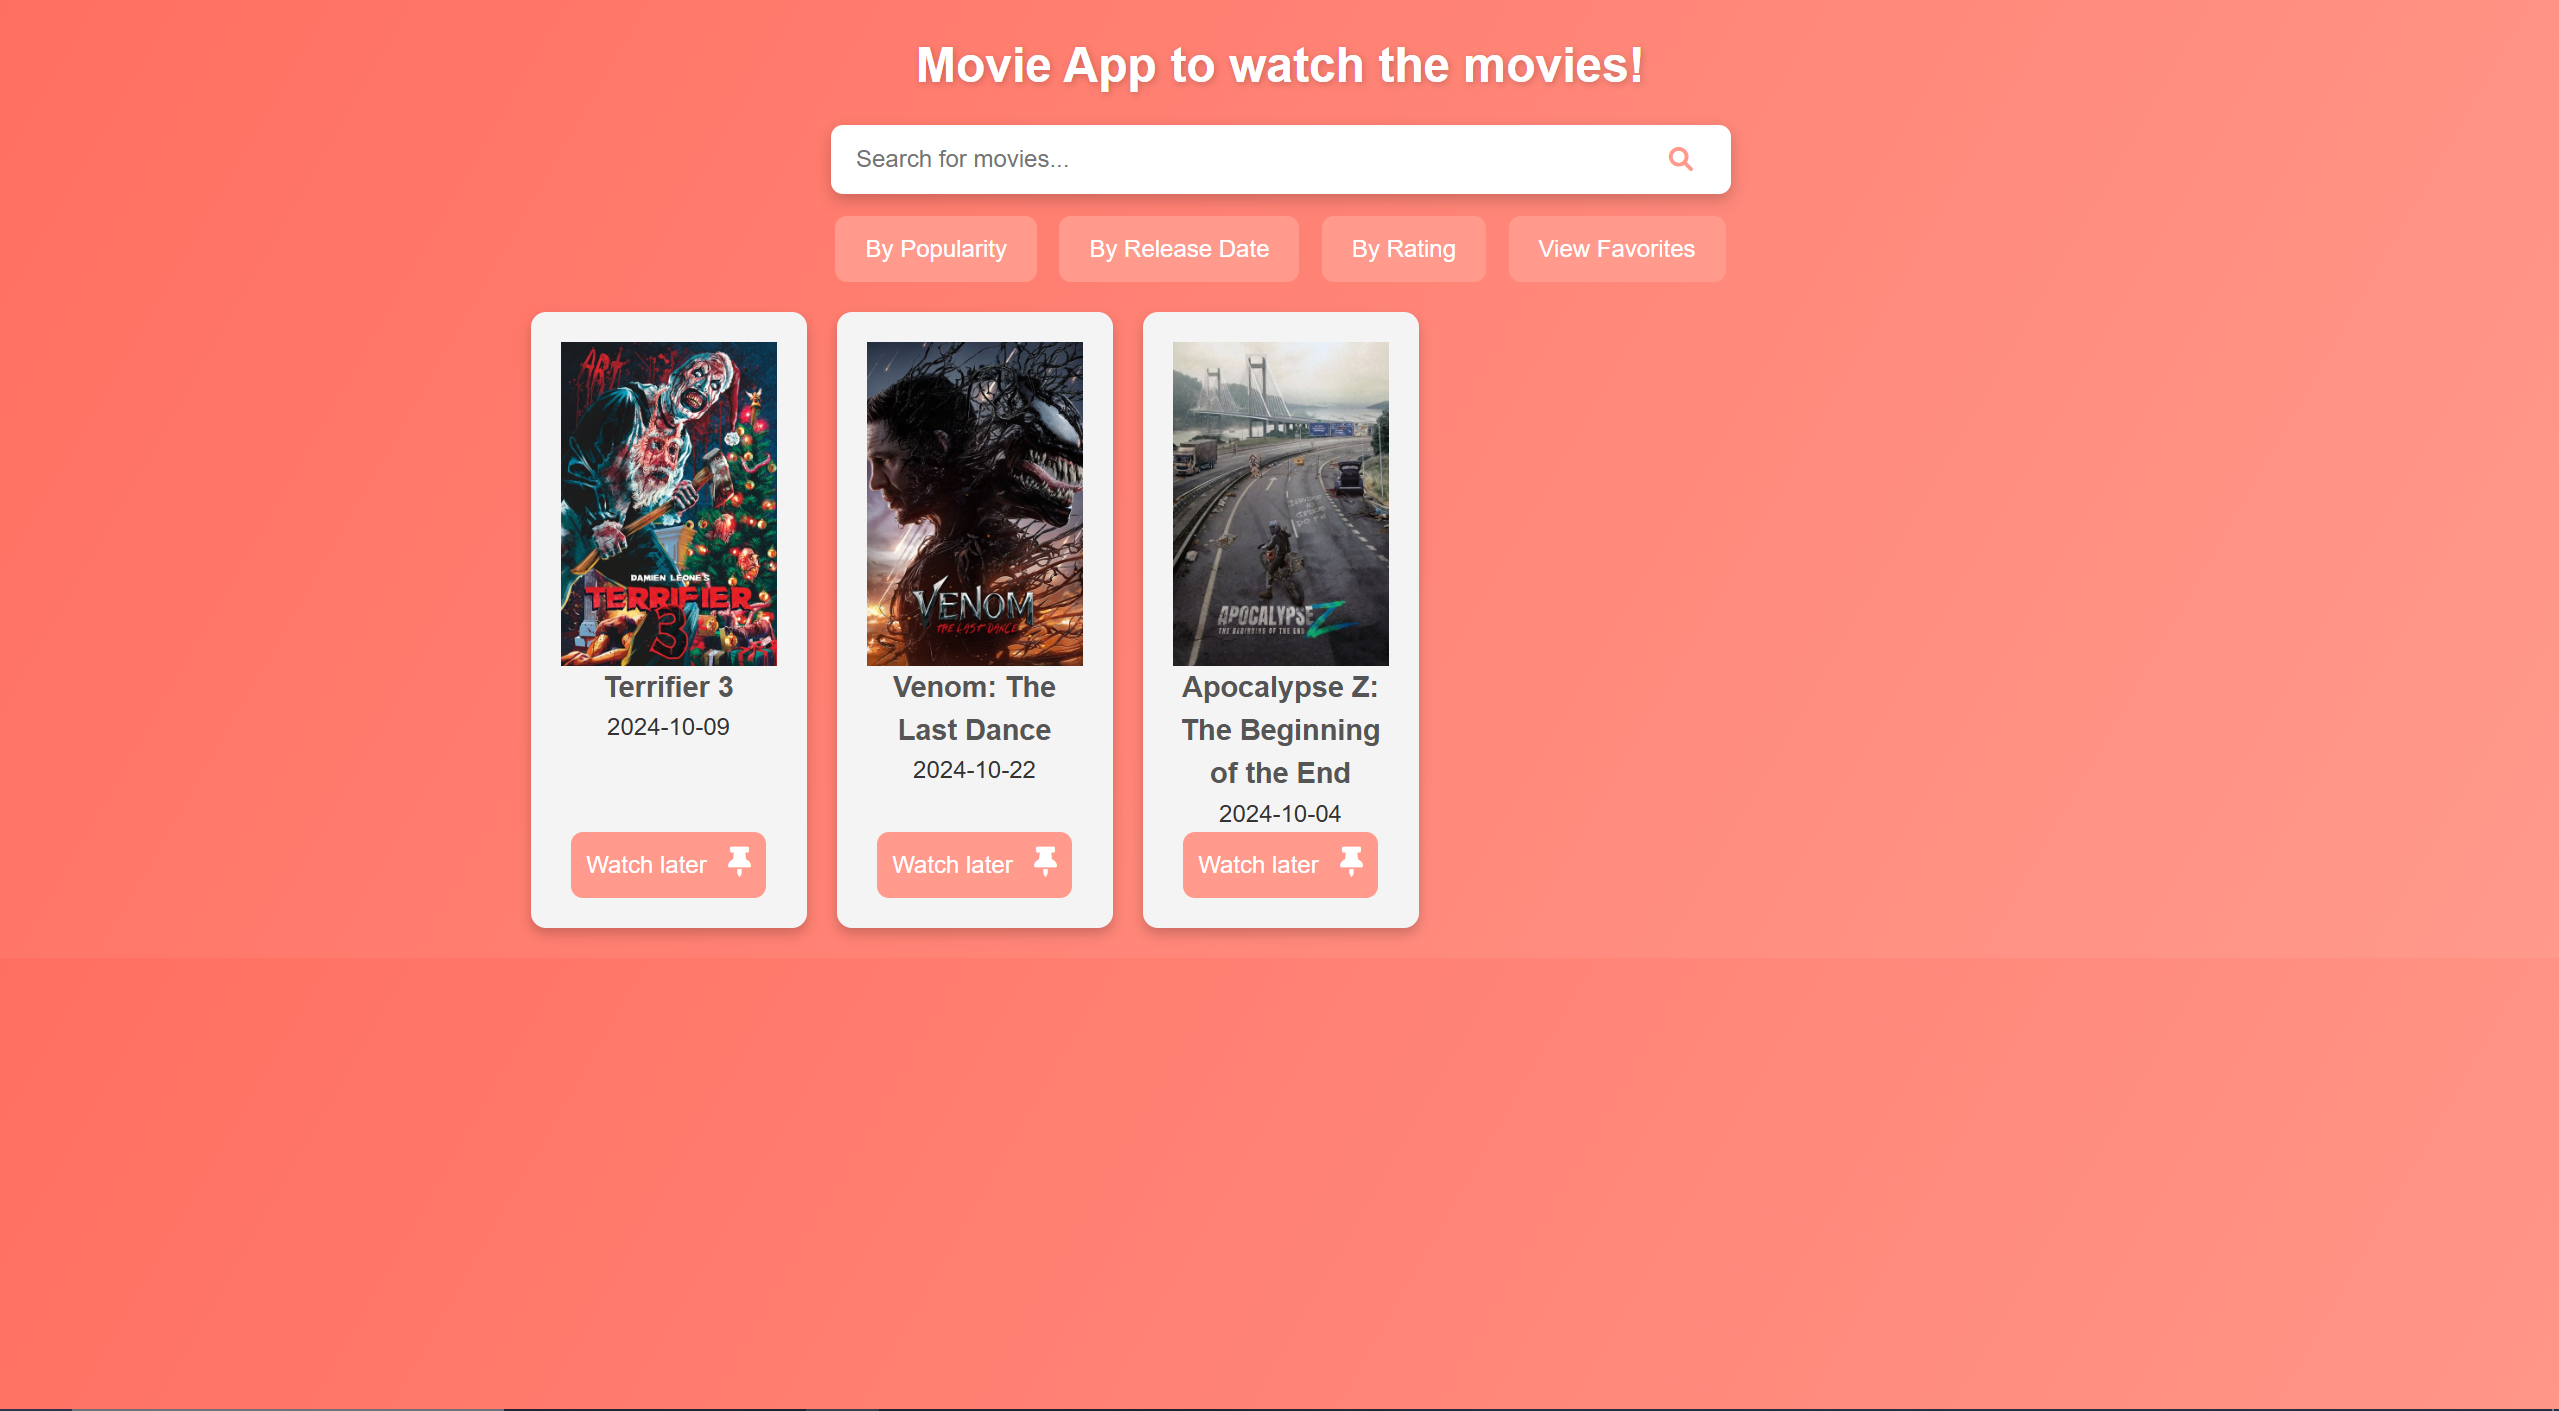 Movie App to watch the movies!
Search for movies...
By Popularity
By Release Date
By Rating
View Favorites
ART
DAMIEN LEONE'S
TERRIFIER
3
Terrifier 3
2024-10-09
Watch later
VENOM
THE LAST DANCE
Venom: The
Last Dance
2024-10-22
Watch later
APOCALYPSE Z
THE BEGINNING OF THE END
Apocalypse Z:
The Beginning
of the End
2024-10-04
Watch later